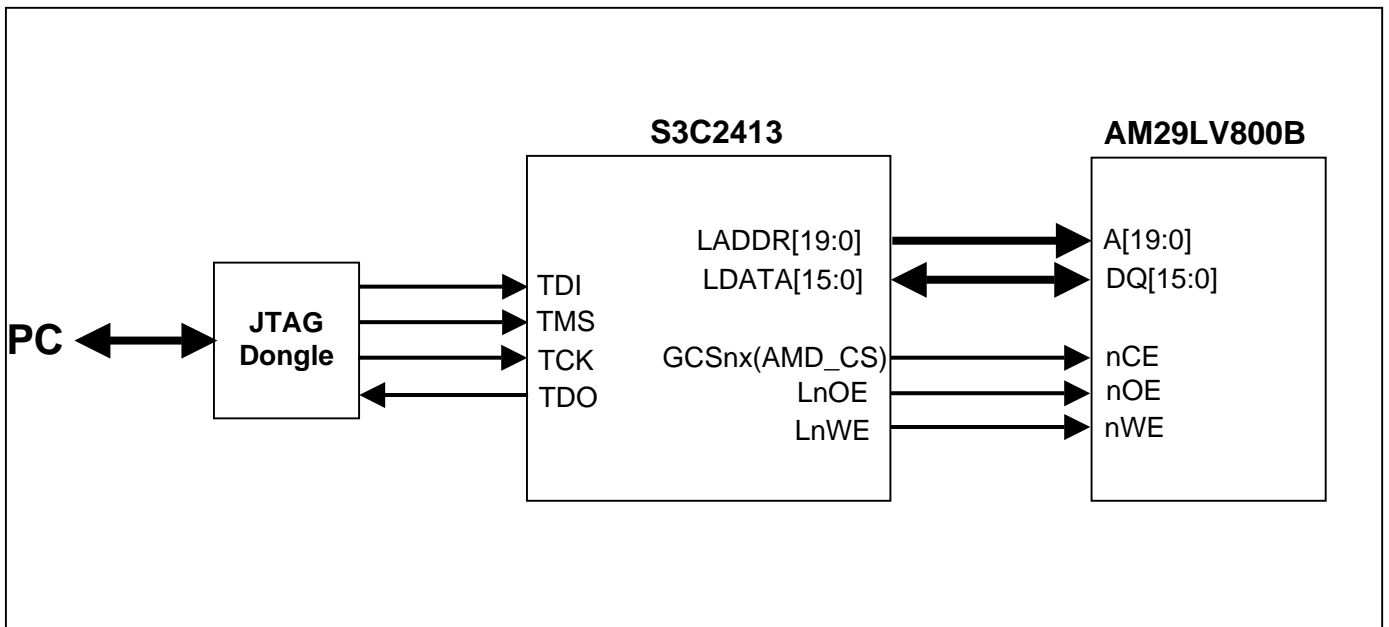 S3C2413
AM29LV800B
PC
JTAG
Dongle
TDI
TMS
TCK
TDO
LADDR[19:0]
LDATA[15:0]
GCSnx(AMD_CS)
LnOE
LnWE
A[19:0]
DQ[15:0]
nCE
nOE
nWE